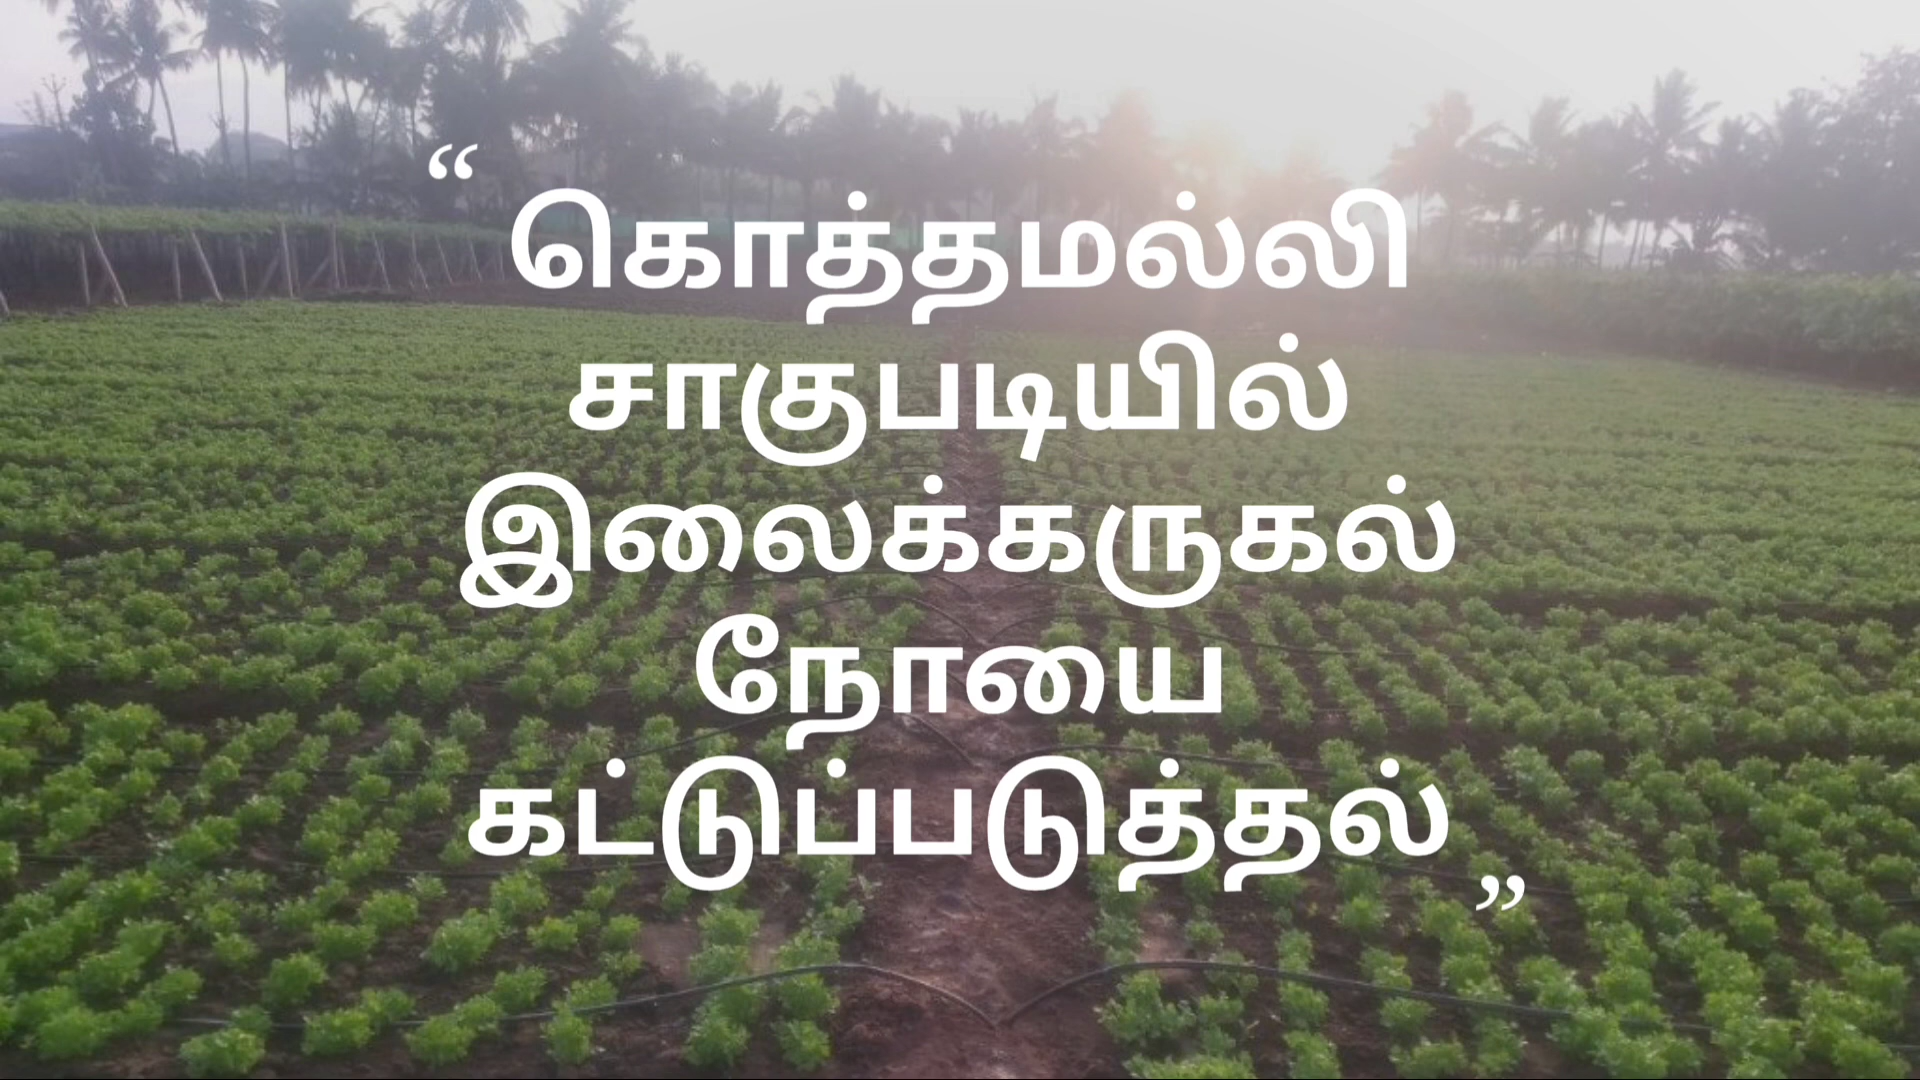 “ கொத்தமல்லி
சாகுபடியில்
இலைக்கருகல்
நோயை
கட்டுப்படுத்தல் ”